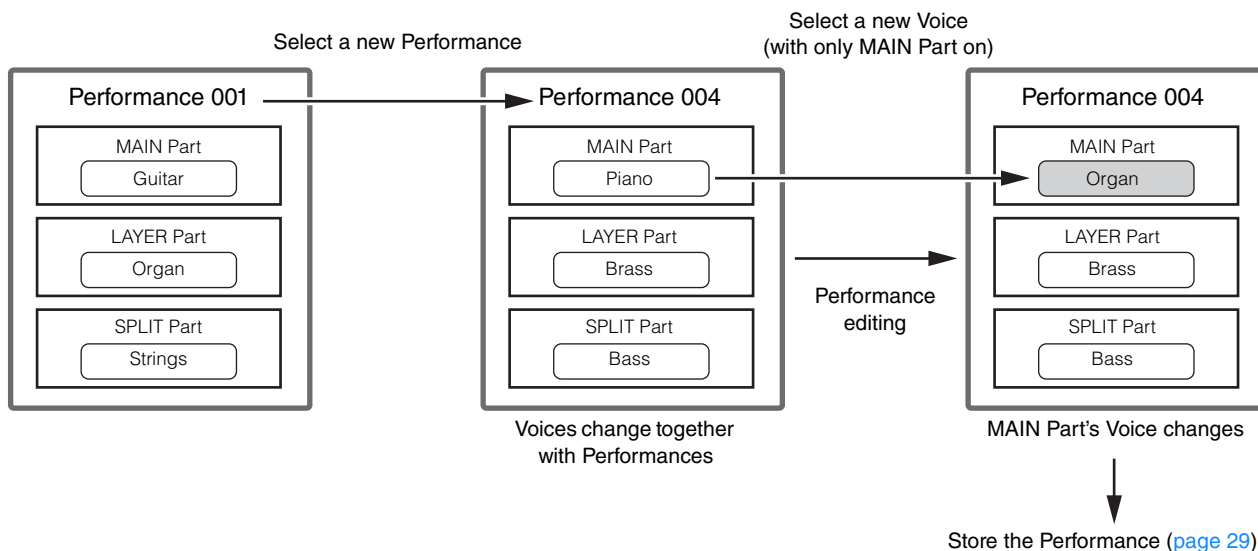 Select a new Performance
Select a new Voice
(with only MAIN Part on)
Performance 001
MAIN Part
Guitar
LAYER Part
Organ
SPLIT Part
Strings
Performance 004
MAIN Part
Piano
LAYER Part
Brass
SPLIT Part
Bass
Voices change together
with Performances
Performance
editing
Performance 004
MAIN Part
Organ
LAYER Part
Brass
SPLIT Part
Bass
MAIN Part's Voice changes
Store the Performance (page 29)